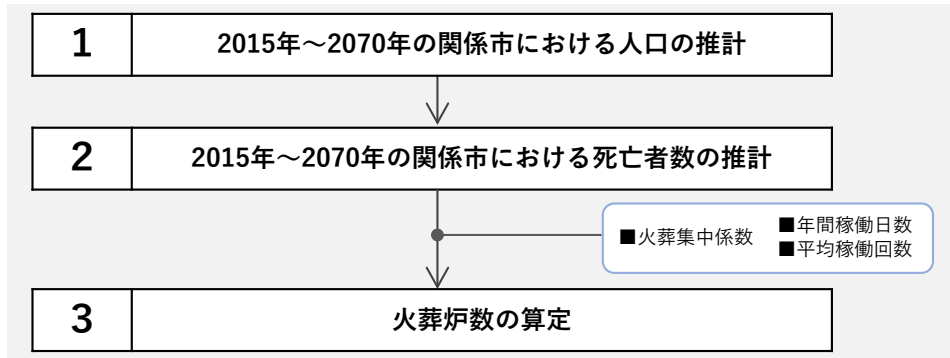 1 2015年～2070年の関係市における人口の推計
2 2015年～2070年の関係市における死亡者数の推計
■火葬集中係数 ■年間稼働日数
■平均稼働回数
3 火葬炉数の算定